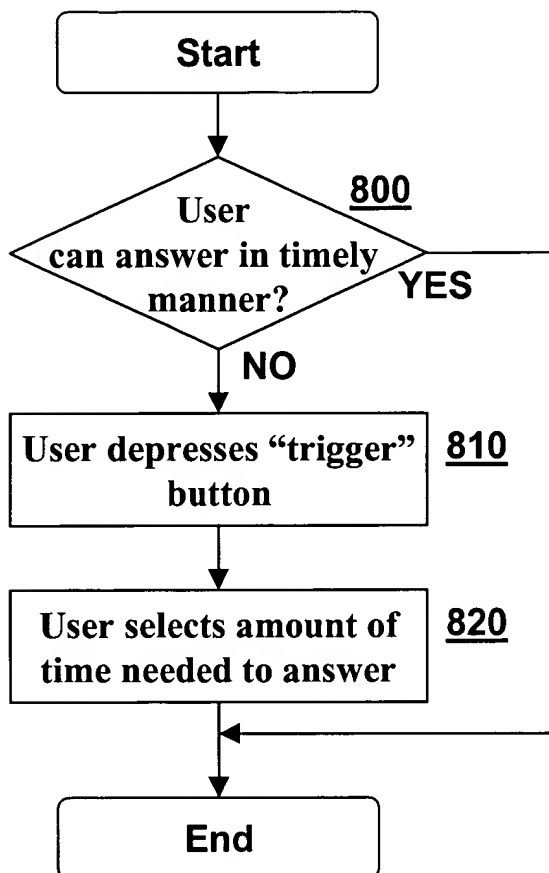 Start
800
User
can answer in timely
manner?
YES
NO
User depresses “trigger”
button
810
User selects amount of
time needed to answer
820
End